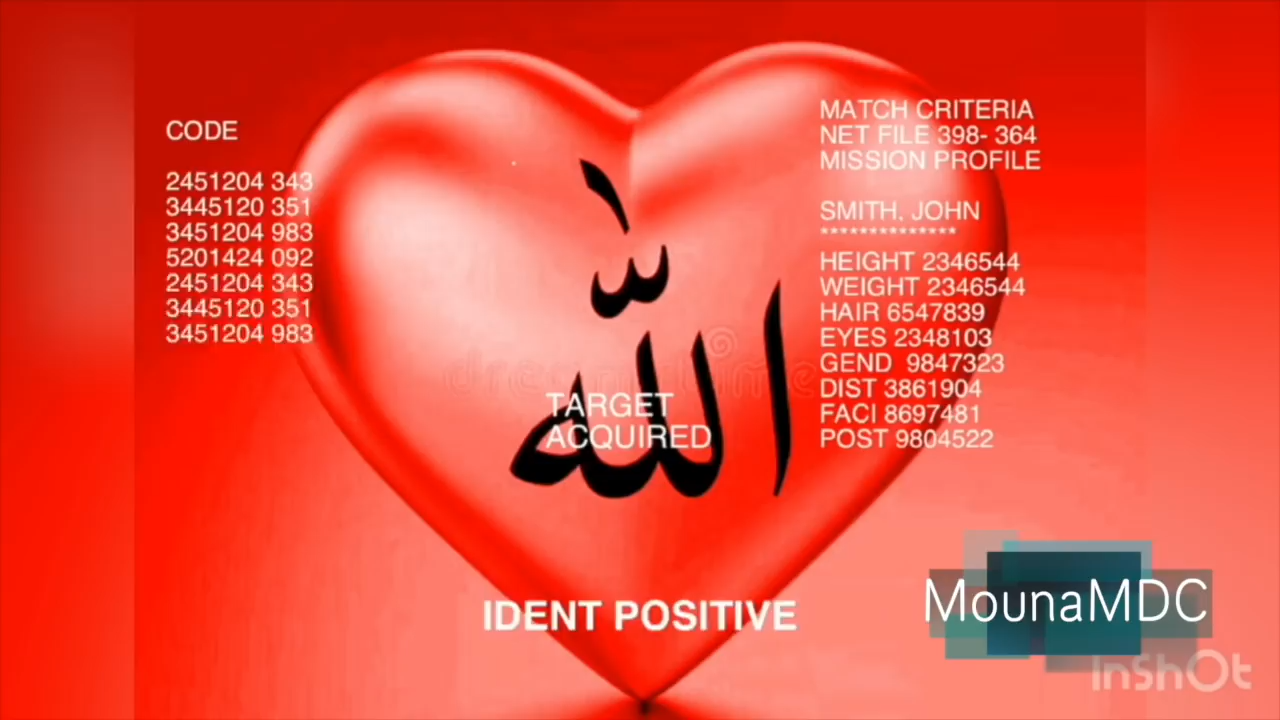 CODE
2451204 343
3445120 351
3451204 983
5201424 092
2451204 343
3445120 351
3451204 983
MATCH CRITERIA
NET FILE 398- 364
MISSION PROFILE
SMITH, JOHN
**************
HEIGHT 2346544
WEIGHT 2346544
HAIR 6547839
EYES 2348103
GEND 9847323
DIST 3861904
FACI 8697481
POST 9804522
الله
dreamstime
TARGET
ACQUIRED
IDENT POSITIVE
MounaMDC
InShOt